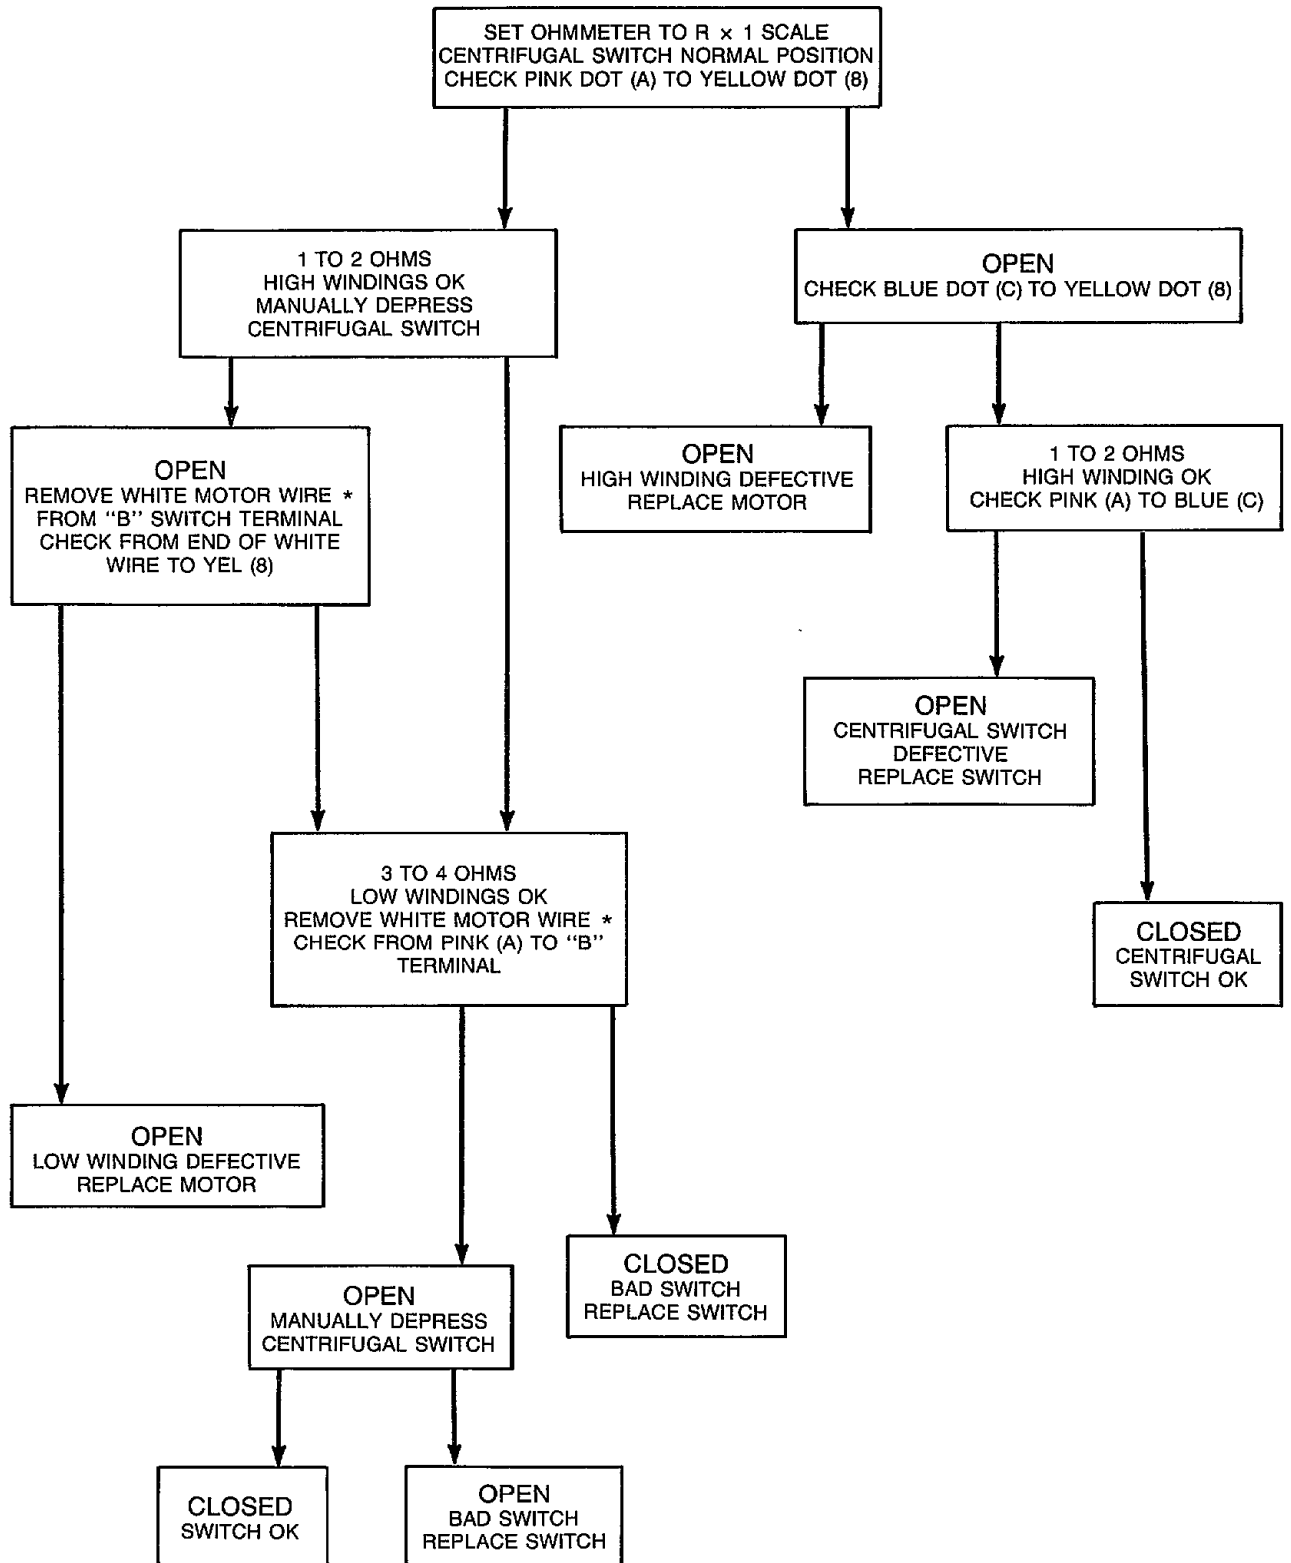 SET OHMMETER TO R × 1 SCALE
CENTRIFUGAL SWITCH NORMAL POSITION
CHECK PINK DOT (A) TO YELLOW DOT (8)
1 TO 2 OHMS
HIGH WINDINGS OK
MANUALLY DEPRESS
CENTRIFUGAL SWITCH
OPEN
CHECK BLUE DOT (C) TO YELLOW DOT (8)
OPEN
REMOVE WHITE MOTOR WIRE *
FROM “B” SWITCH TERMINAL
CHECK FROM END OF WHITE
WIRE TO YEL (8)
OPEN
HIGH WINDING DEFECTIVE
REPLACE MOTOR
1 TO 2 OHMS
HIGH WINDING OK
CHECK PINK (A) TO BLUE (C)
OPEN
CENTRIFUGAL SWITCH
DEFECTIVE
REPLACE SWITCH
3 TO 4 OHMS
LOW WINDINGS OK
REMOVE WHITE MOTOR WIRE *
CHECK FROM PINK (A) TO “B”
TERMINAL
CLOSED
CENTRIFUGAL
SWITCH OK
OPEN
LOW WINDING DEFECTIVE
REPLACE MOTOR
CLOSED
BAD SWITCH
REPLACE SWITCH
OPEN
MANUALLY DEPRESS
CENTRIFUGAL SWITCH
CLOSED
SWITCH OK
OPEN
BAD SWITCH
REPLACE SWITCH